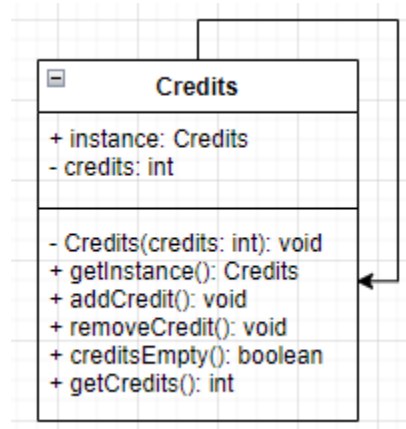 Credits
+ instance: Credits
- credits: int
- Credits(credits: int): void
+ getInstance(): Credits
+ addCredit(): void
+ removeCredit(): void
+ creditsEmpty(): boolean
+ getCredits(): int